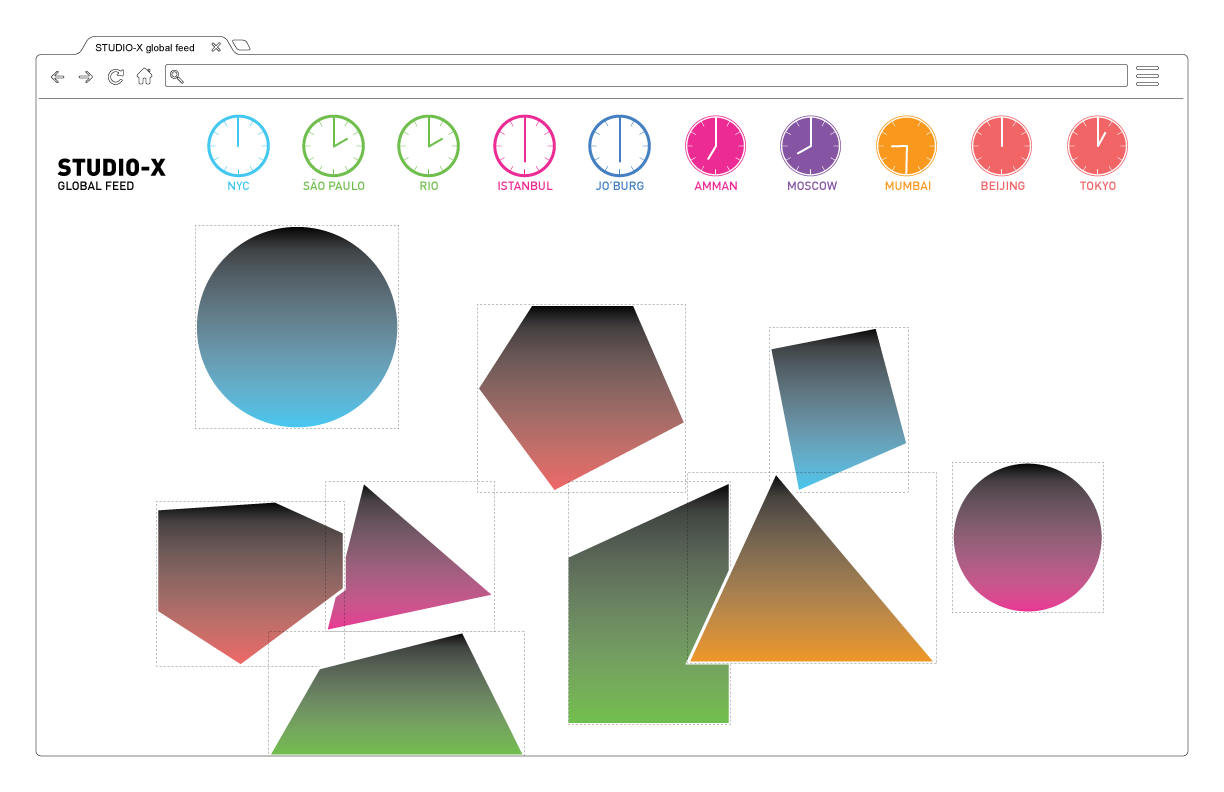 STUDIO-X global feed
STUDIO-X
GLOBAL FEED
NYC
SÃO PAULO
RIO
ISTANBUL
JO'BURG
AMMAN
MOSCOW
MUMBAI
BEIJING
TOKYO